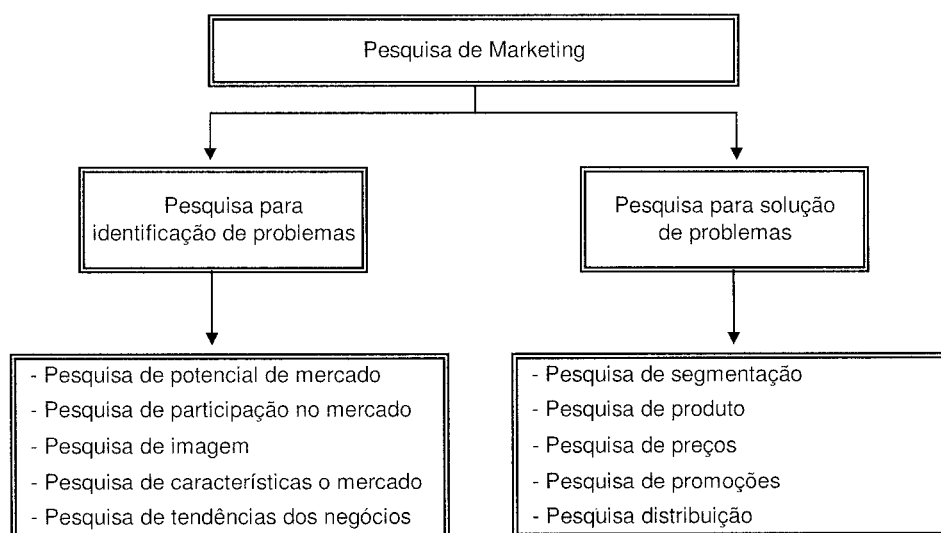 Pesquisa de Marketing
Pesquisa para
identificação de problemas
Pesquisa para solução
de problemas
- Pesquisa de potencial de mercado
- Pesquisa de participação no mercado
- Pesquisa de imagem
- Pesquisa de características o mercado
- Pesquisa de tendências dos negócios
- Pesquisa de segmentação
- Pesquisa de produto
- Pesquisa de preços
- Pesquisa de promoções
- Pesquisa distribuição